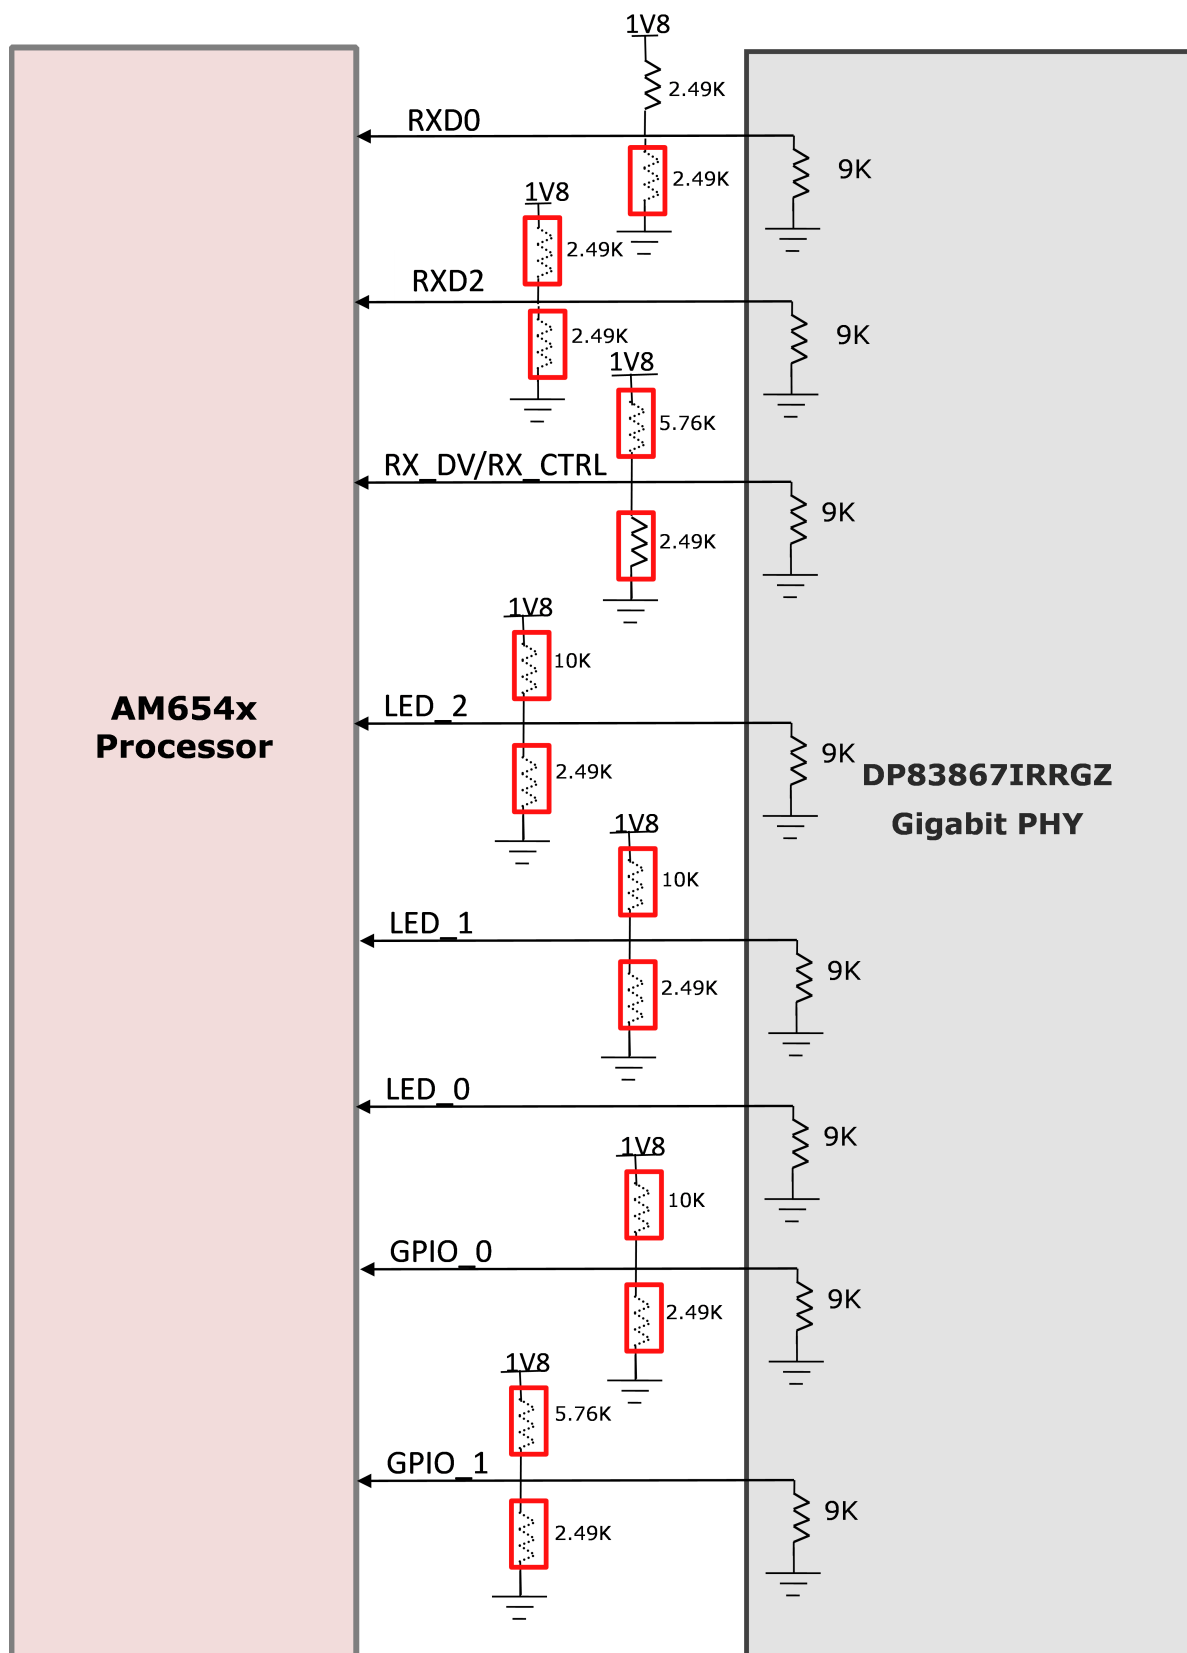 1V8
2.49K
RXD0
2.49K
9K
1V8
2.49K
RXD2
2.49K
9K
1V8
5.76K
RX_DV/RX_CTRL
2.49K
9K
1V8
10K
LED_2
2.49K
9K
AM654x
Processor
DP83867IRRGZ
Gigabit PHY
1V8
10K
LED_1
2.49K
9K
LED_0
9K
1V8
10K
GPIO_0
2.49K
9K
1V8
5.76K
GPIO_1
2.49K
9K